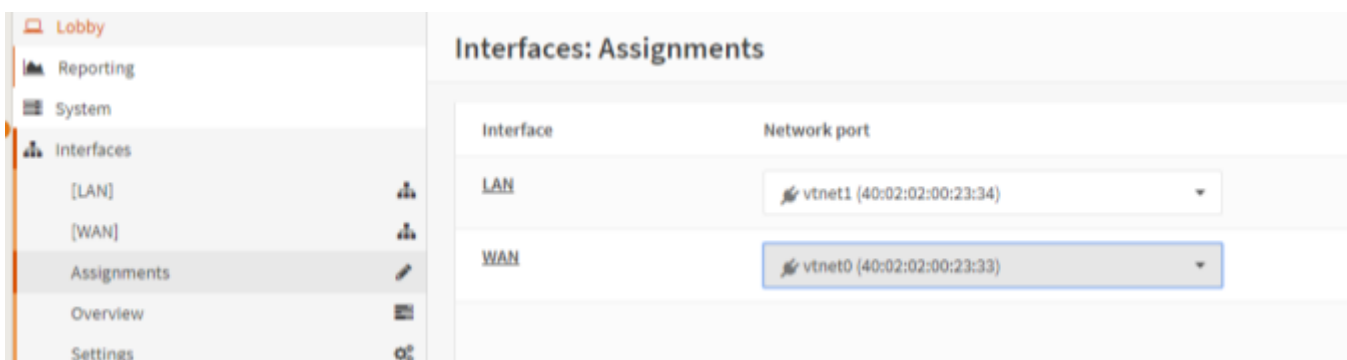 Lobby
Reporting
System
Interfaces
[LAN]
[WAN]
Assignments
Overview
Settings
Interfaces: Assignments
Interface Network port
LAN vtnet1 (40:02:02:00:23:34)
WAN vtnet0 (40:02:02:00:23:33)